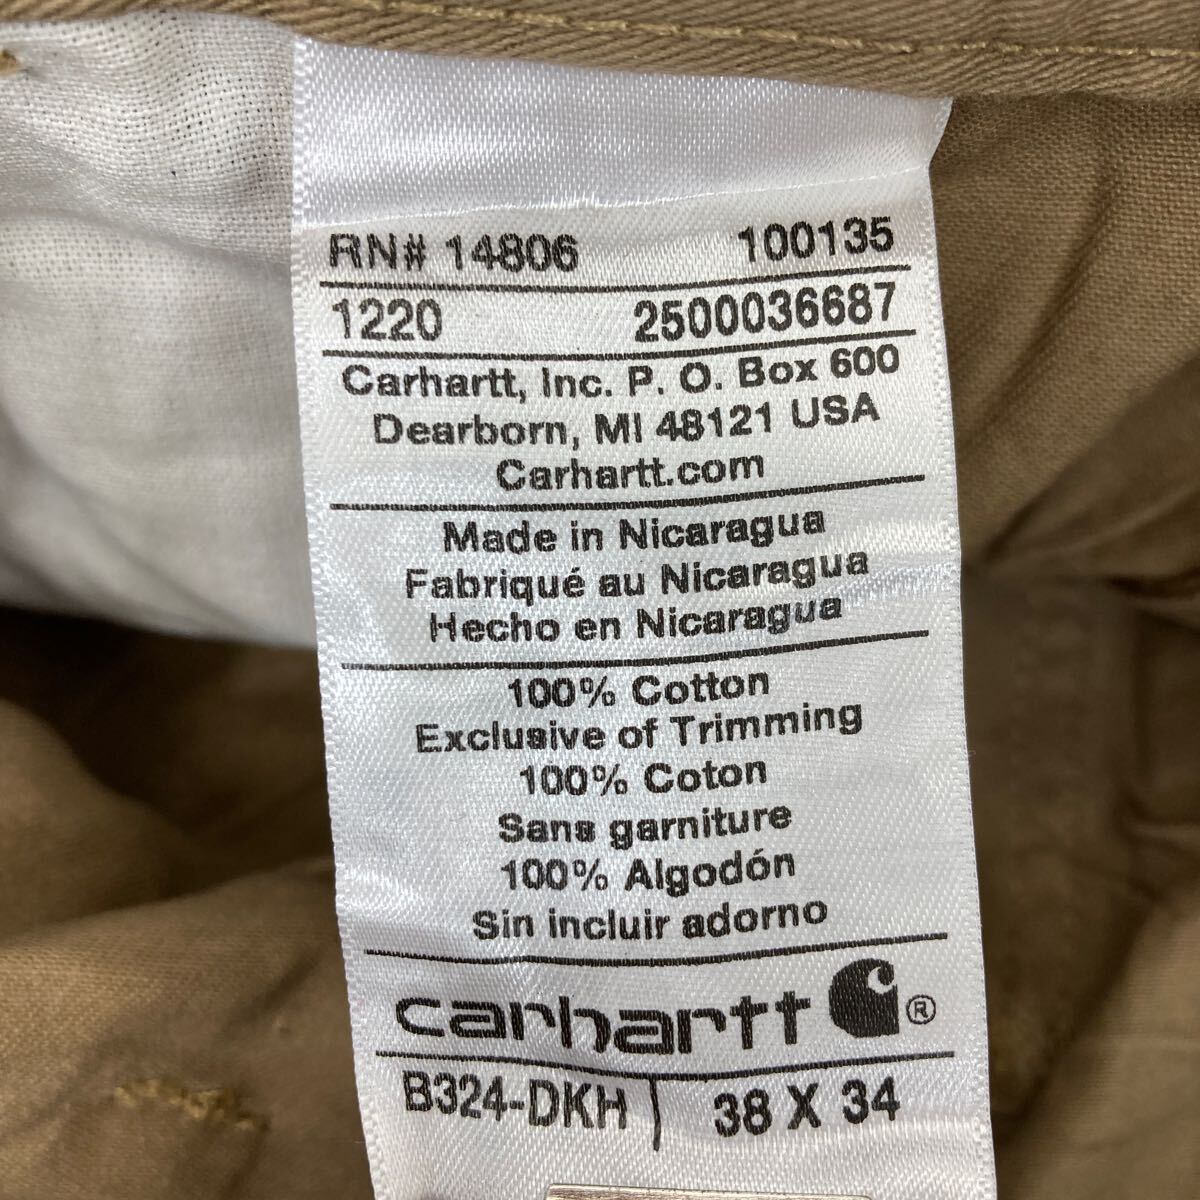 RN# 14806 100135
1220 2500036687
Carhartt, Inc. P. O. Box 600
Dearborn, MI 48121 USA
Carhartt.com
Made in Nicaragua
Fabriqué au Nicaragua
Hecho en Nicaragua
100% Cotton
Exclusive of Trimming
100% Coton
Sans garniture
100% Algodón
Sin incluir adorno
carhartt ®
B324-DKH 38 X 34